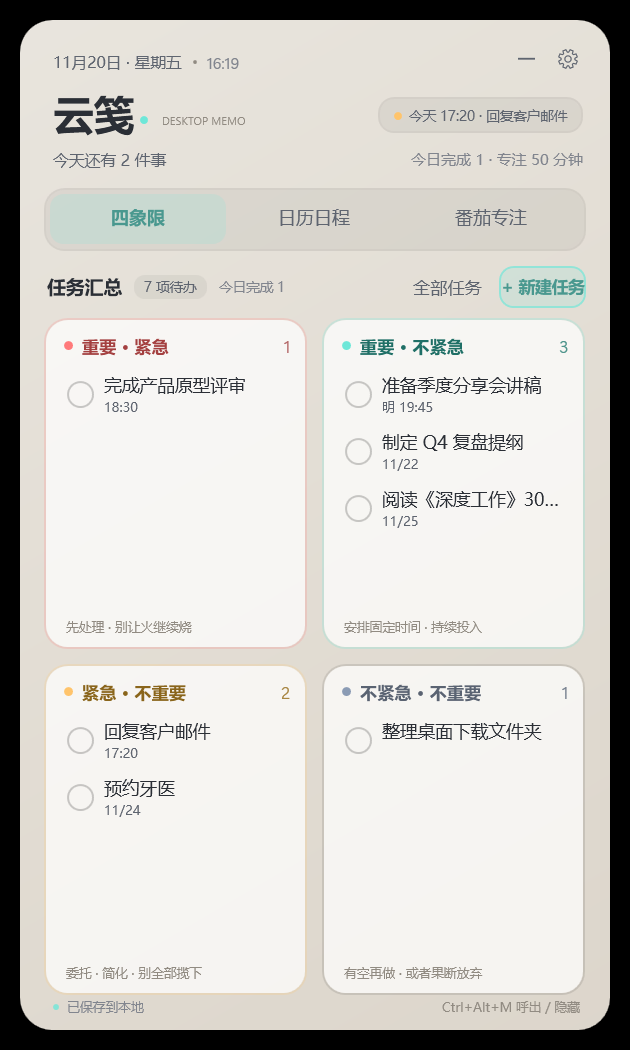 11月20日 · 星期五 • 16:19
云笺 DESKTOP MEMO
今天 17:20 · 回复客户邮件
今天还有 2 件事
今日完成 1 · 专注 50 分钟
四象限 日历日程 番茄专注
任务汇总 7 项待办 今日完成 1 全部任务 + 新建任务
重要 • 紧急 1
完成产品原型评审
18:30
先处理 · 别让火继续烧
重要 • 不紧急 3
准备季度分享会讲稿
明 19:45
制定 Q4 复盘提纲
11/22
阅读《深度工作》30...
11/25
安排固定时间 · 持续投入
紧急 • 不重要 2
回复客户邮件
17:20
预约牙医
11/24
委托 · 简化 · 别全部揽下
不紧急 • 不重要 1
整理桌面下载文件夹
有空再做 · 或者果断放弃
已保存到本地
Ctrl+Alt+M 呼出 / 隐藏